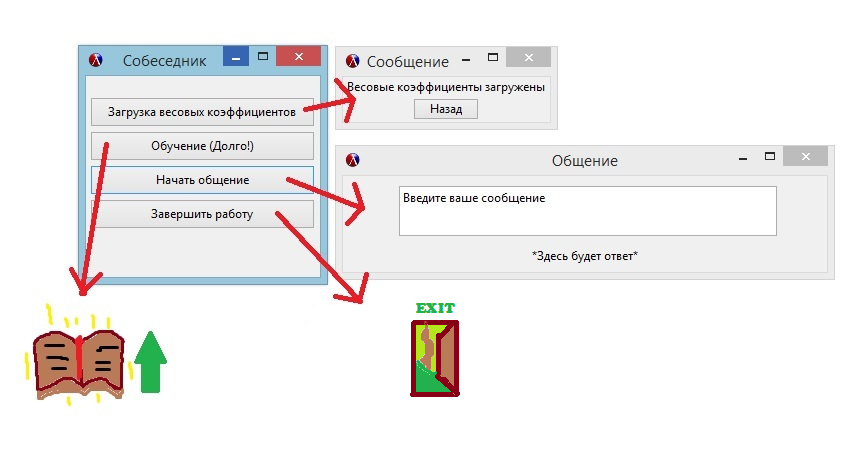 Собеседник
Загрузка весовых коэффициентов
Обучение (Долго!)
Начать общение
Завершить работу
Сообщение
Весовые коэффициенты загружены
Назад
Общение
Введите ваше сообщение
*Здесь будет ответ*
EXIT